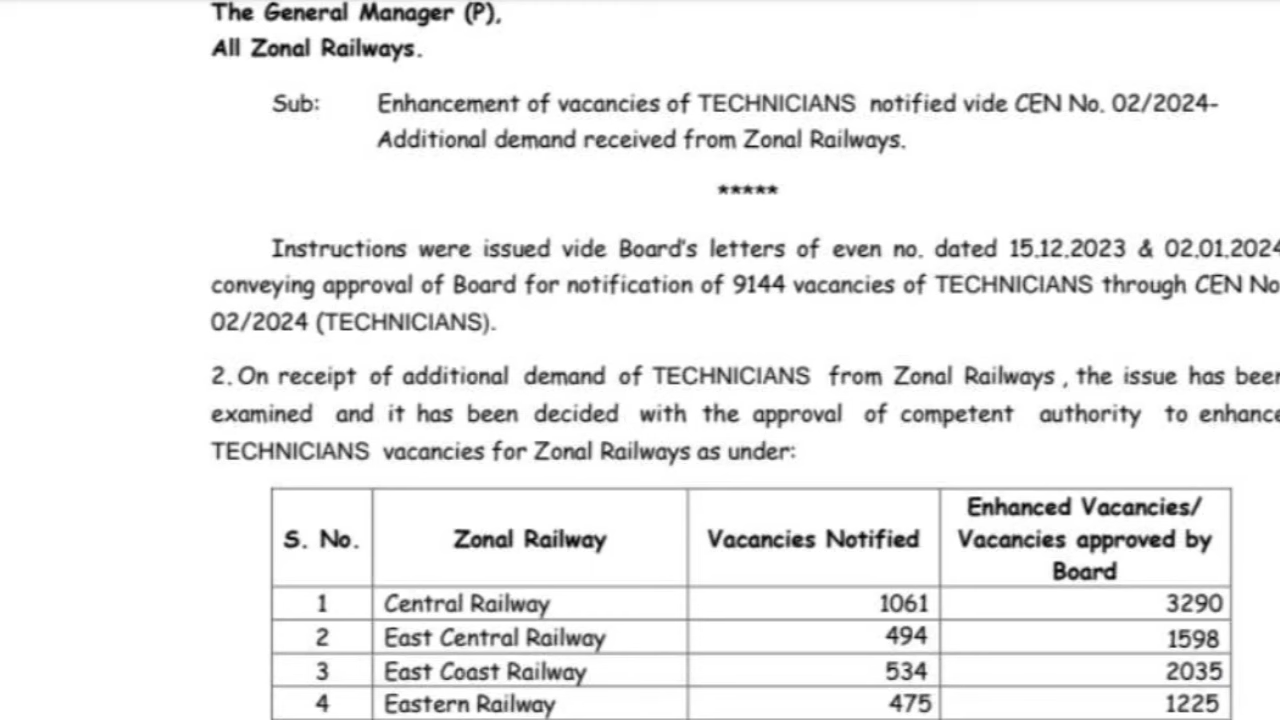 The General Manager (P),
All Zonal Railways.
Sub: Enhancement of vacancies of TECHNICIANS notified vide CEN No. 02/2024-
Additional demand received from Zonal Railways.
*****
Instructions were issued vide Board's letters of even no. dated 15.12.2023 & 02.01.2024
conveying approval of Board for notification of 9144 vacancies of TECHNICIANS through CEN No
02/2024 (TECHNICIANS).
2. On receipt of additional demand of TECHNICIANS from Zonal Railways, the issue has been
examined and it has been decided with the approval of competent authority to enhance
TECHNICIANS vacancies for Zonal Railways as under:
S. No. Zonal Railway Vacancies Notified Enhanced Vacancies/
Vacancies approved by
Board
1 Central Railway 1061 3290
2 East Central Railway 494 1598
3 East Coast Railway 534 2035
4 Eastern Railway 475 1225